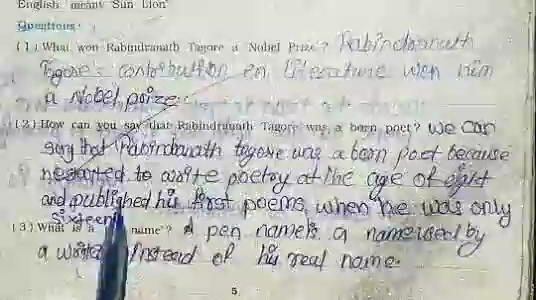 English meant 'Sun Lion'
Questions:
(1) What won Rabindranath Tagore a Nobel Prize? Rabindranath
Tagore's contribution en Literature won him
a Nobel prize.
(2) How can you say that Rabindranath Tagore was a born poet? we can
say that Rabindranath tagore was a born poet because
he started to write poetry at the age of eight
and published his first poems when he was only
sixteen
(3) What is a name"? A pen name is a name used by
a writer instead of his real name.
5